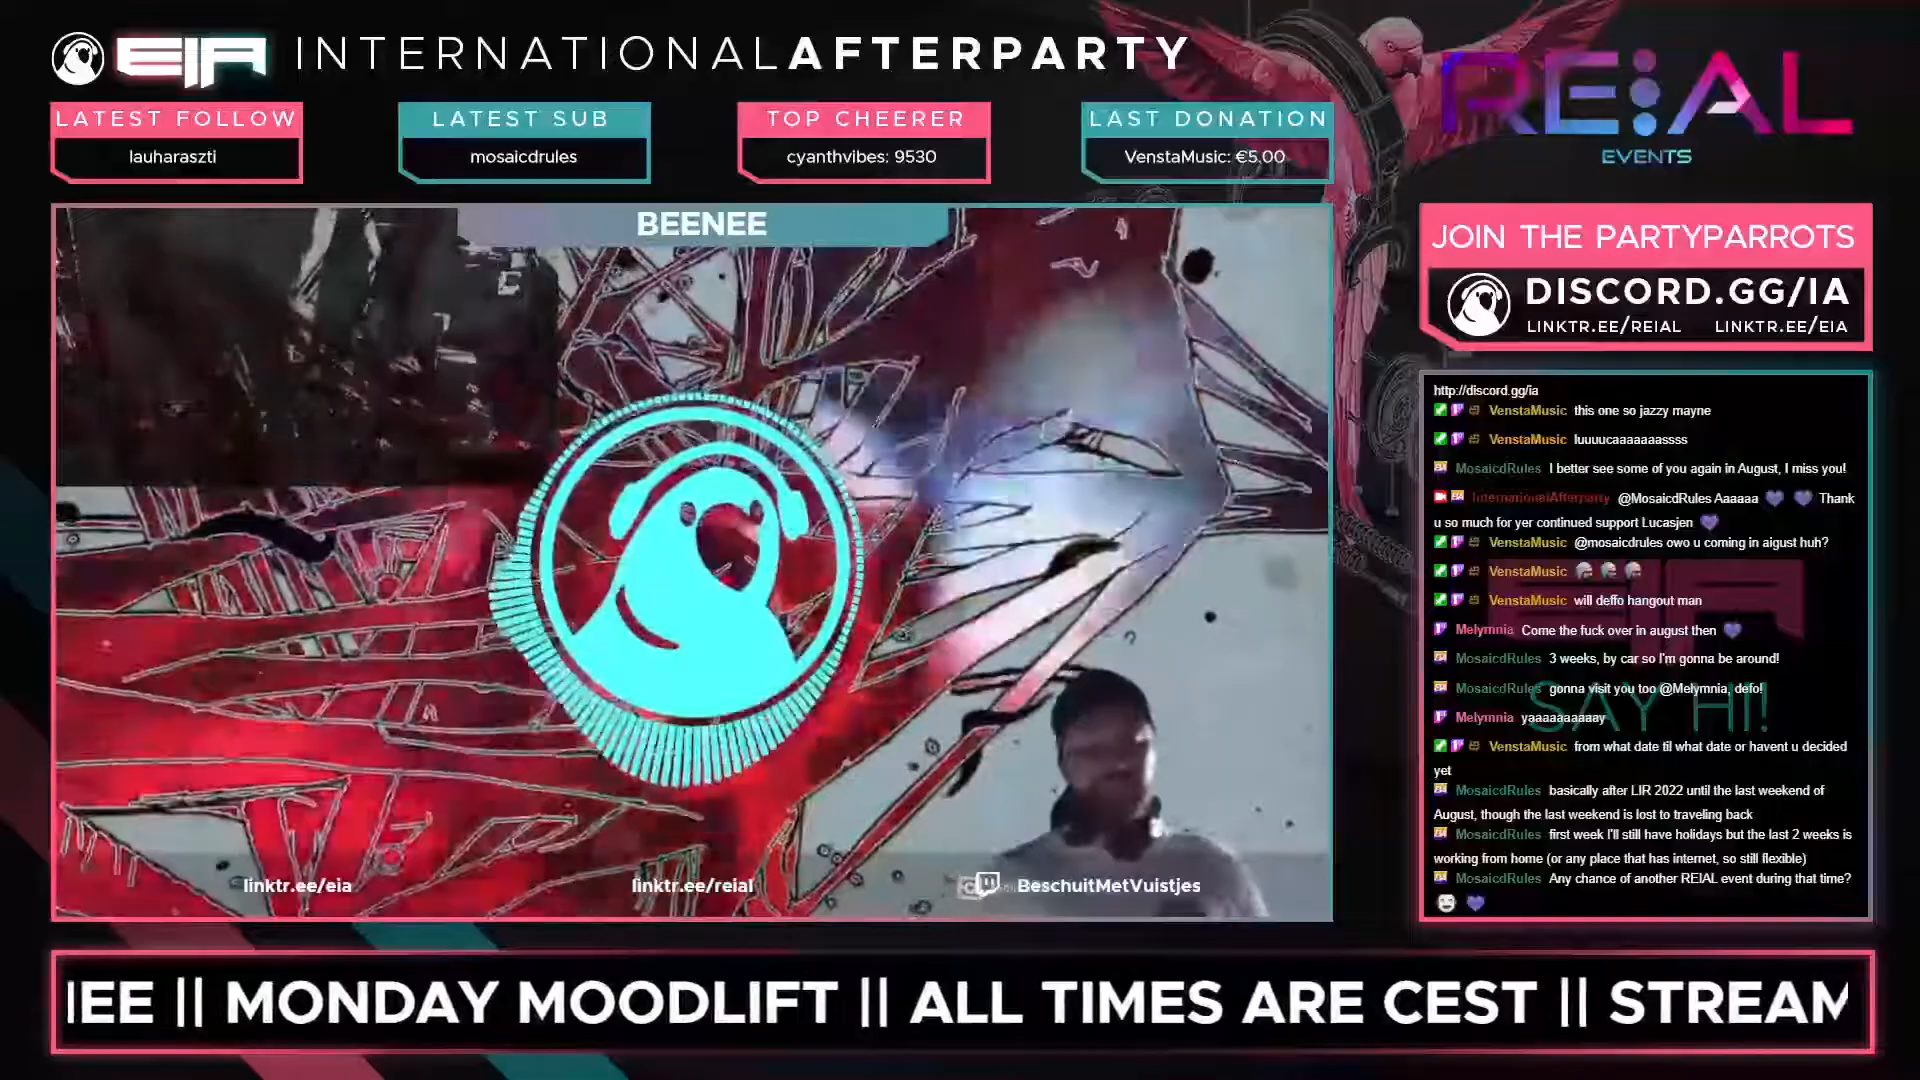 EIA INTERNATIONALAFTERPARTY
LATEST FOLLOW
lauharaszti
LATEST SUB
mosaicdrules
TOP CHEERER
cyanthvibes: 9530
LAST DONATION
VenstaMusic: €5.00
RE:AL
EVENTS
BEENEE
JOIN THE PARTYPARROTS
DISCORD.GG/IA
LINKTR.EE/REIAL LINKTR.EE/EIA
http://discord.gg/ia
VenstaMusic this one so jazzy mayne
VenstaMusic luuuucaaaaaaassss
MosaicdRules I better see some of you again in August, I miss you!
InternationalAfterparty @MosaicdRules Aaaaaa Thank
u so much for yer continued support Lucasjen
VenstaMusic @mosaicdrules owo u coming in aigust huh?
VenstaMusic
VenstaMusic will deffo hangout man
Melymnia Come the fuck over in august then
MosaicdRules 3 weeks, by car so I'm gonna be around!
MosaicdRules gonna visit you too @Melymnia, defo!
SAY HI!
Melymnia yaaaaaaaaaay
VenstaMusic from what date til what date or havent u decided
yet
MosaicdRules basically after LIR 2022 until the last weekend of
August, though the last weekend is lost to traveling back
MosaicdRules first week I'll still have holidays but the last 2 weeks is
working from home (or any place that has internet, so still flexible)
MosaicdRules Any chance of another REIAL event during that time?
linktr.ee/eia
linktr.ee/reial
BeschuitMetVuistjes
IEE || MONDAY MOODLIFT || ALL TIMES ARE CEST || STREAM